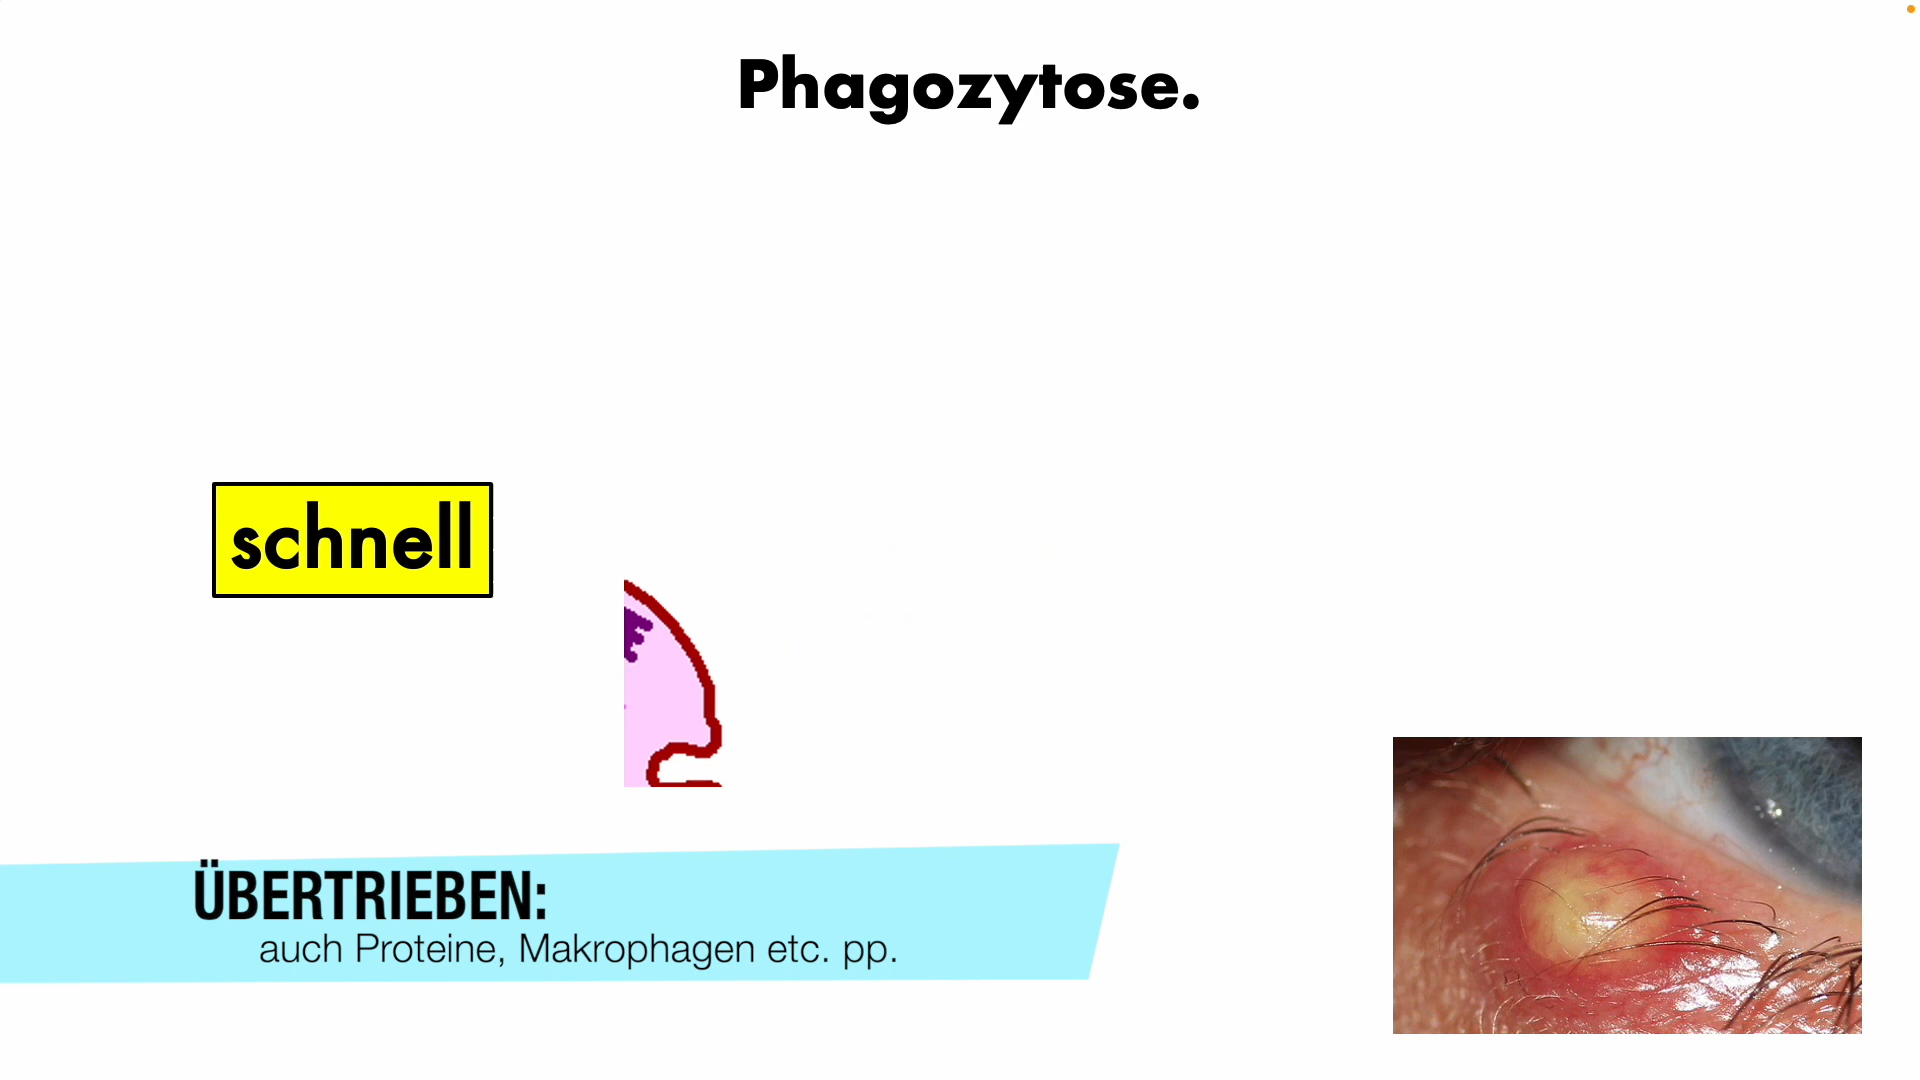 Phagozytose.
schnell
ÜBERTRIEBEN:
auch Proteine, Makrophagen etc. pp.